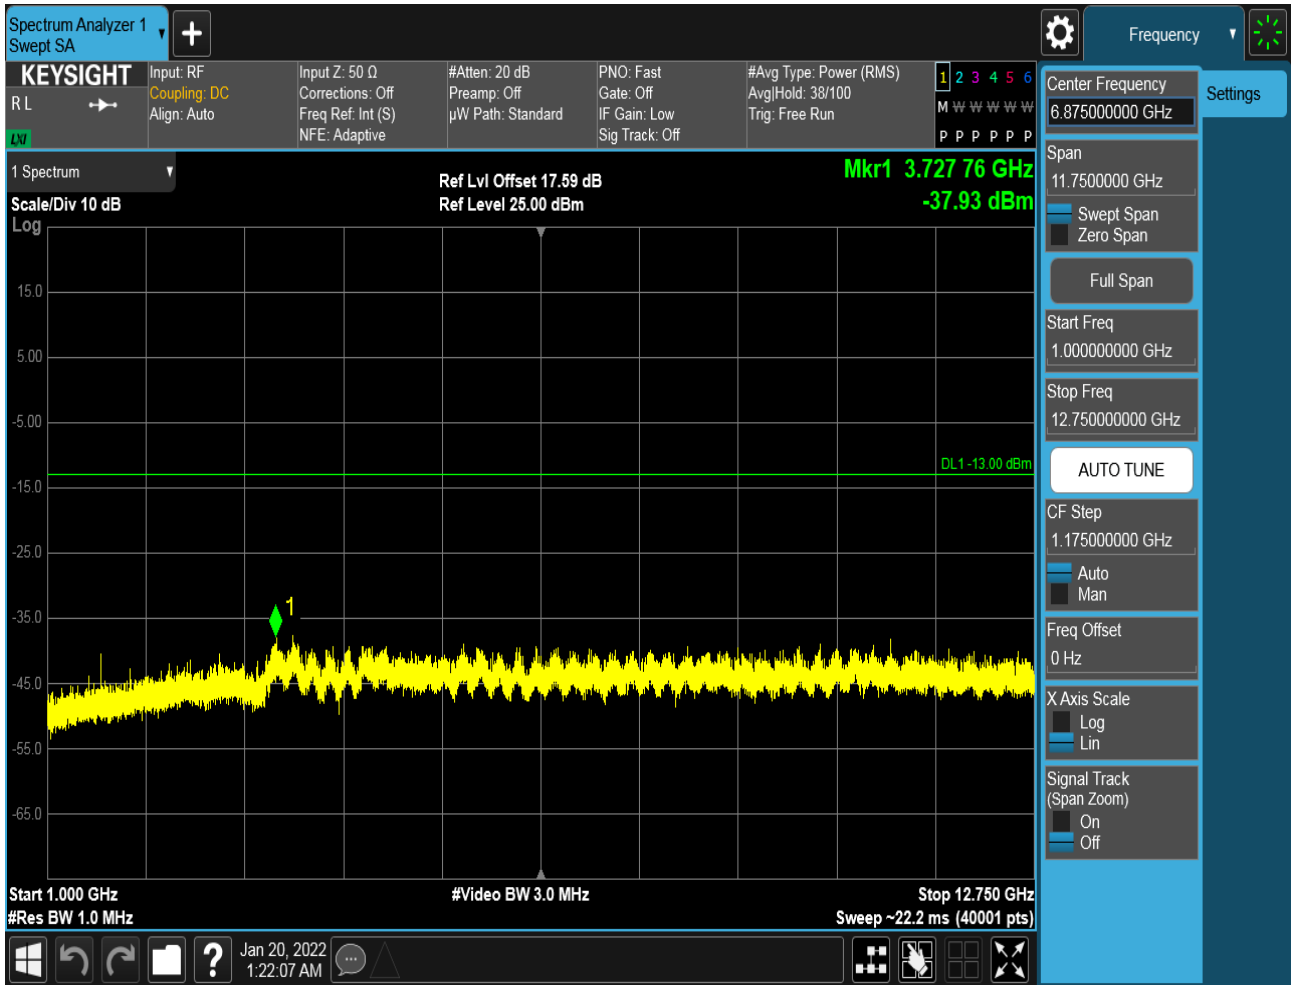 Spectrum Analyzer 1
Swept SA
Frequency
KEYSIGHT
R L
LXI
Input: RF
Coupling: DC
Align: Auto
Input Z: 50 Ω
Corrections: Off
Freq Ref: Int (S)
NFE: Adaptive
#Atten: 20 dB
Preamp: Off
µW Path: Standard
PNO: Fast
Gate: Off
IF Gain: Low
Sig Track: Off
#Avg Type: Power (RMS)
Avg|Hold: 38/100
Trig: Free Run
1 2 3 4 5 6
M W W W W W
P P P P P P
1 Spectrum
Scale/Div 10 dB
Log
Ref Lvl Offset 17.59 dB
Ref Level 25.00 dBm
Mkr1 3.727 76 GHz
-37.93 dBm
15.0
5.00
-5.00
DL1 -13.00 dBm
-15.0
-25.0
-35.0
1
-45.0
-55.0
-65.0
Start 1.000 GHz
#Video BW 3.0 MHz
Stop 12.750 GHz
#Res BW 1.0 MHz
Sweep ~22.2 ms (40001 pts)
Jan 20, 2022
1:22:07 AM
Center Frequency
6.875000000 GHz
Settings
Span
11.7500000 GHz
Swept Span
Zero Span
Full Span
Start Freq
1.000000000 GHz
Stop Freq
12.750000000 GHz
AUTO TUNE
CF Step
1.175000000 GHz
Auto
Man
Freq Offset
0 Hz
X Axis Scale
Log
Lin
Signal Track
(Span Zoom)
On
Off